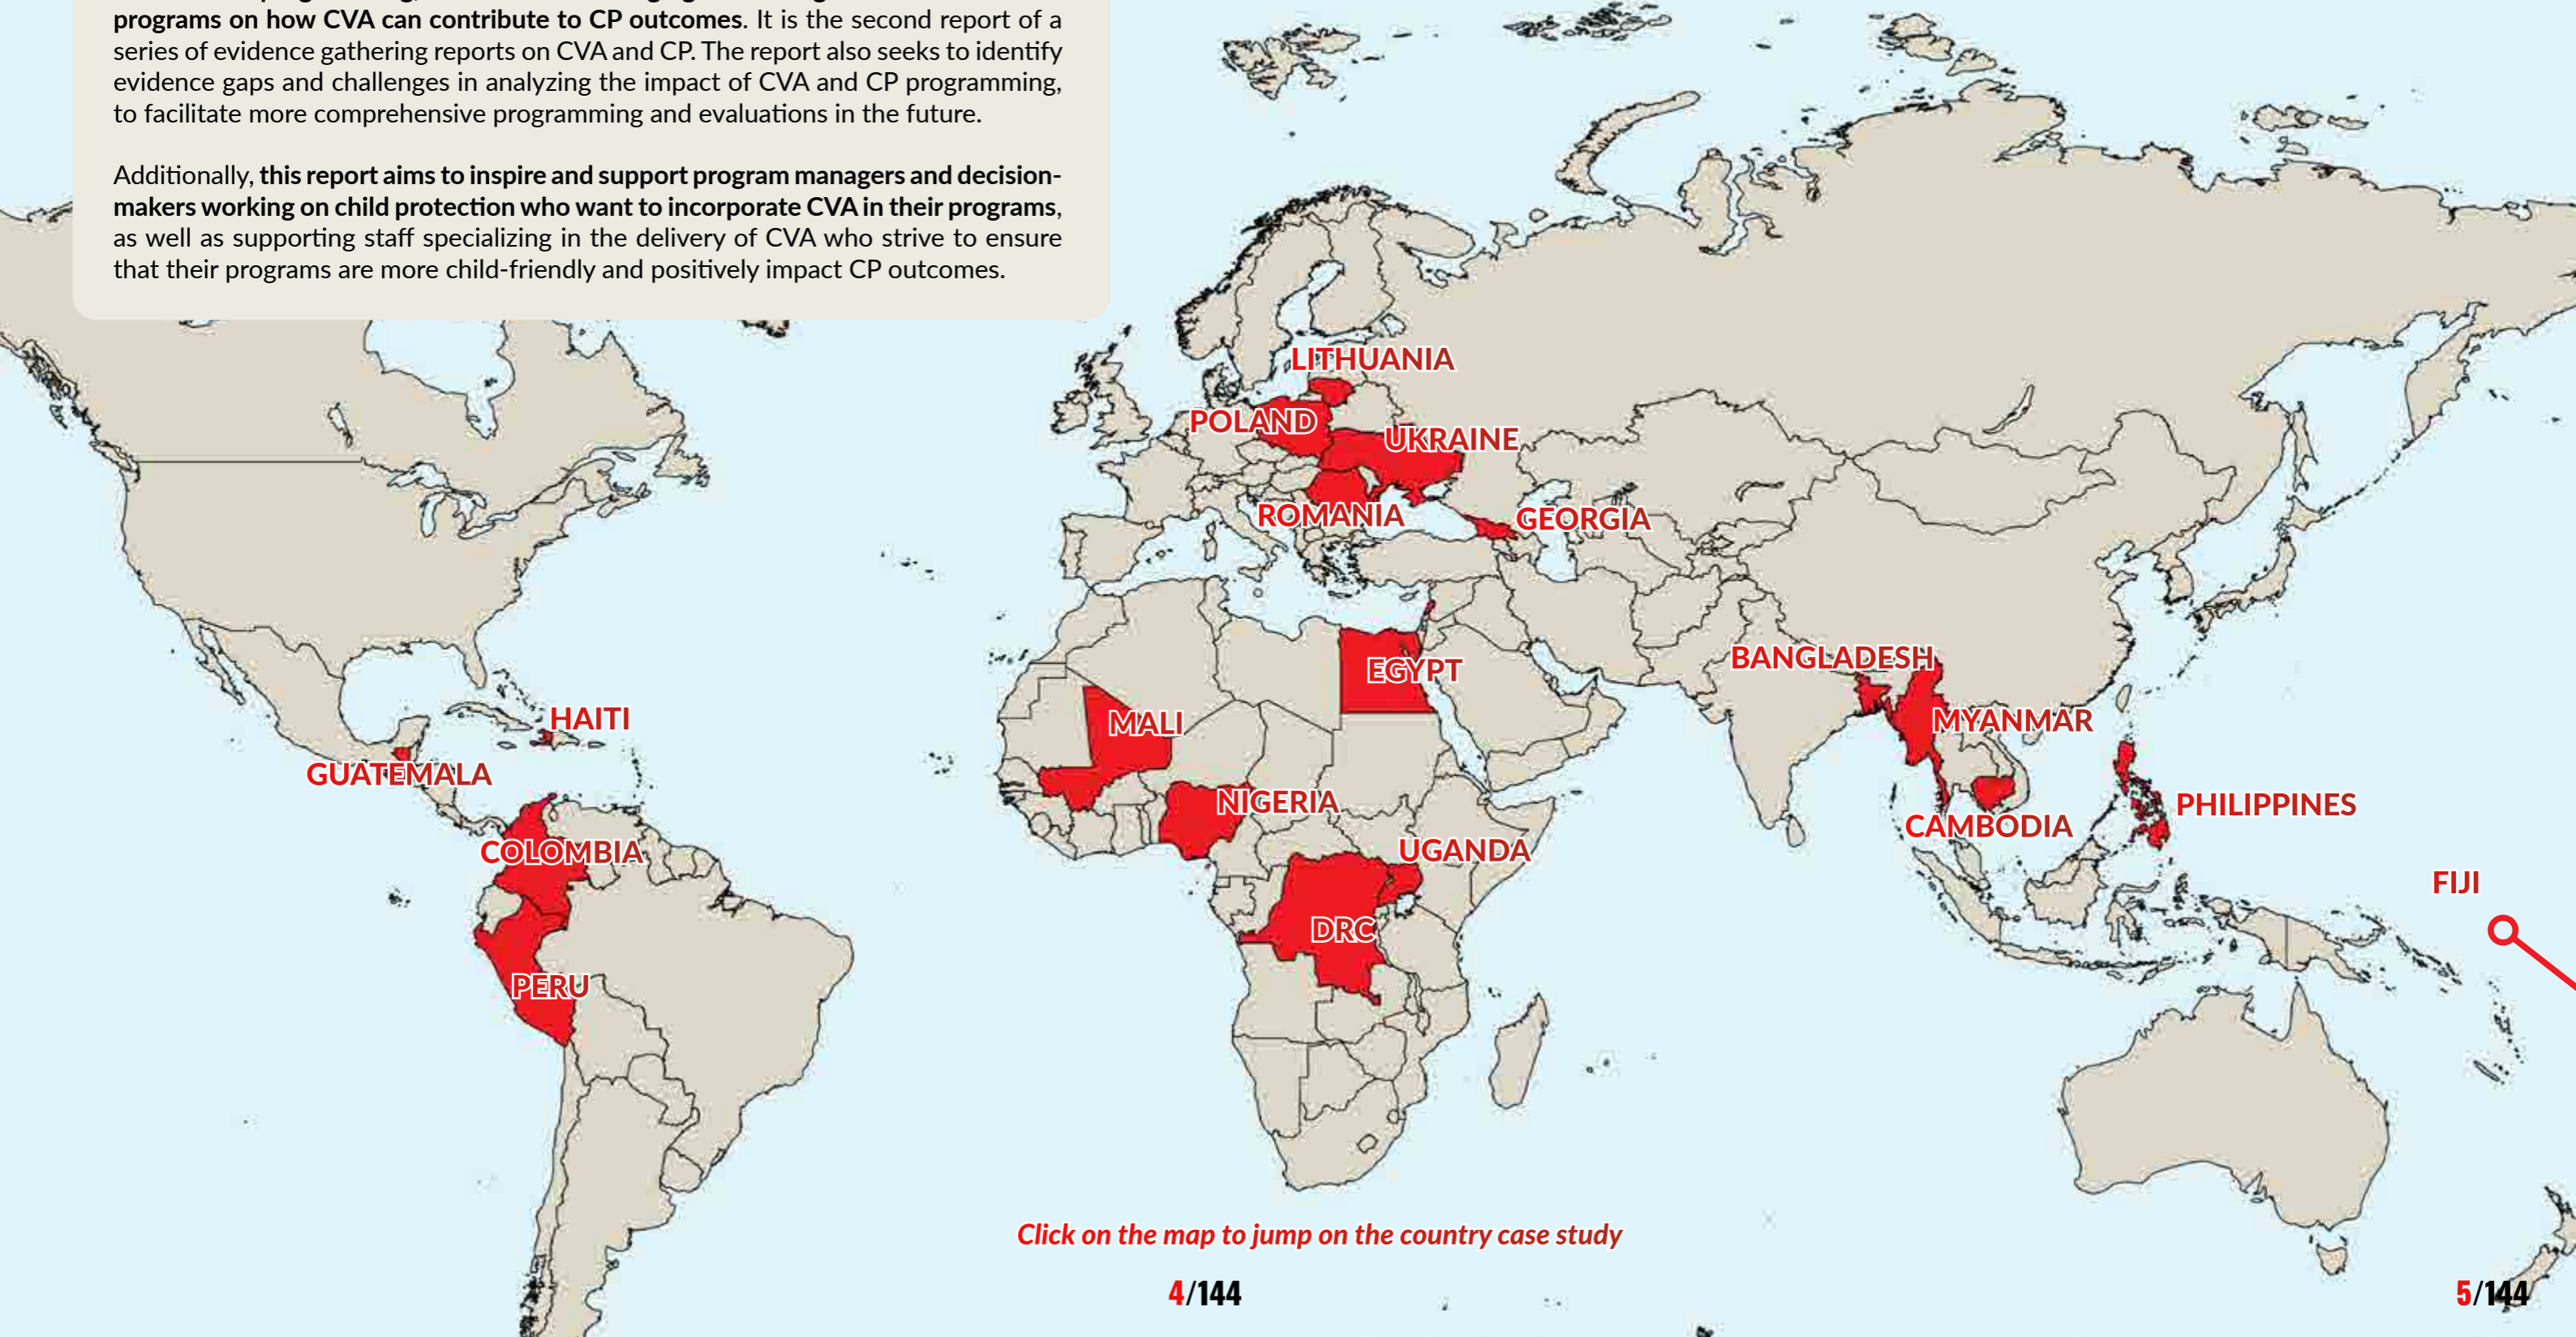 programs on how CVA can contribute to CP outcomes. It is the second report of a
series of evidence gathering reports on CVA and CP. The report also seeks to identify
evidence gaps and challenges in analyzing the impact of CVA and CP programming,
to facilitate more comprehensive programming and evaluations in the future.
Additionally, this report aims to inspire and support program managers and decision-
makers working on child protection who want to incorporate CVA in their programs,
as well as supporting staff specializing in the delivery of CVA who strive to ensure
that their programs are more child-friendly and positively impact CP outcomes.
LITHUANIA
POLAND
UKRAINE
ROMANIA
GEORGIA
EGYPT
BANGLADESH
HAITI
MALI
MYANMAR
GUATEMALA
NIGERIA
PHILIPPINES
CAMBODIA
COLOMBIA
UGANDA
FIJI
DRC
PERU
Click on the map to jump on the country case study
4/144
5/144